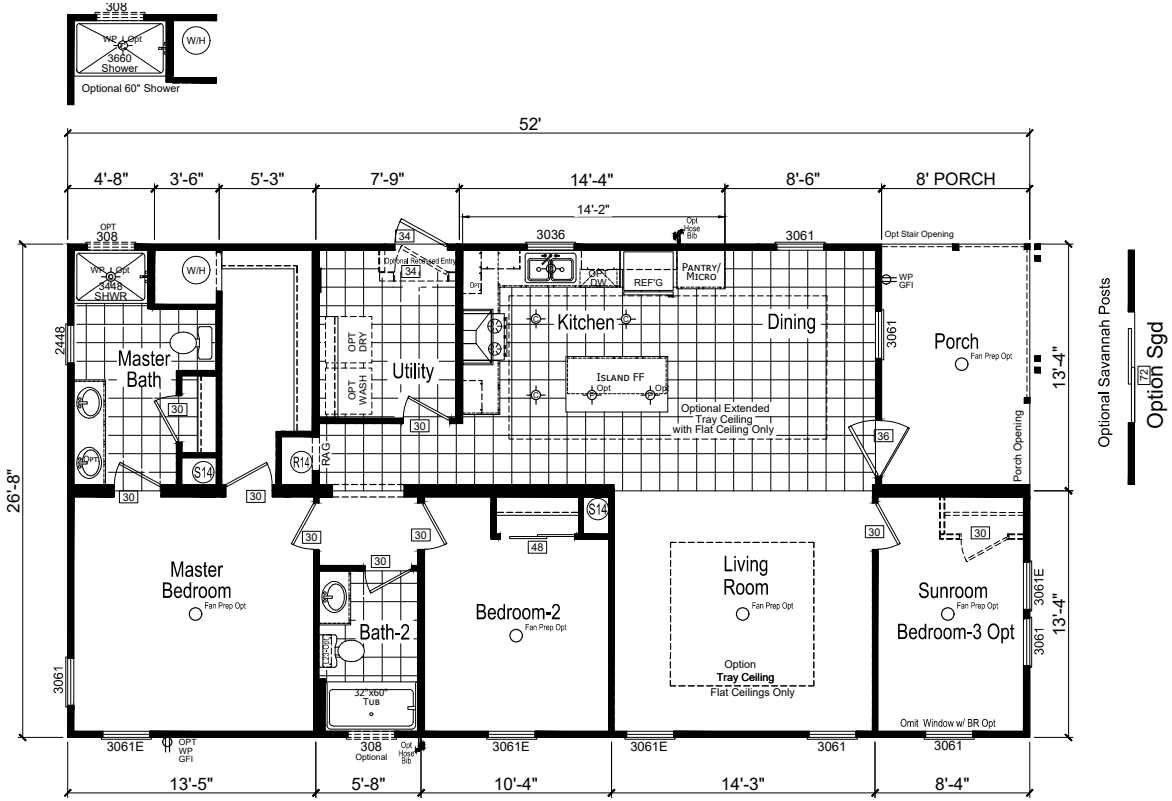 308
WP Opt
3660
Shower
W/H
Optional 60" Shower
52'
4'-8"
3'-6"
5'-3"
7'-9"
14'-4"
8'-6"
8' PORCH
14'-2"
OPT
308
34
3036
Opt
Hose
Bib
3061
Opt Stair Opening
Optional Recessed Entry
34
WP Opt
3448
SHWR
W/H
OPT
OPT
DW
REF'G
PANTRY/
MICRO
WP
GFI
2448
Master
Bath
OPT
DRY
OPT
WASH
Utility
Kitchen
Dining
3061
Porch
Fan Prep Opt
13'-4"
Optional Savannah Posts
72
Option Sgd
ISLAND FF
Opt
Opt
30
30
Optional Extended
Tray Ceiling
with Flat Ceiling Only
36
Porch Opening
OPT
S14
R14
RAG
30
30
26'-8"
S14
30
30
48
30
30
30
Master
Bedroom
Fan Prep Opt
Bath-2
Bedroom-2
Fan Prep Opt
Living
Room
Fan Prep Opt
Sunroom
Fan Prep Opt
Bedroom-3 Opt
3061E
3061
13'-4"
3061
Option
Tray Ceiling
Flat Ceilings Only
32"x60"
TUB
Omit Window w/ BR Opt
3061E
OPT
WP
GFI
308
Optional
Opt
Hose
Bib
3061E
3061E
3061
3061
13'-5"
5'-8"
10'-4"
14'-3"
8'-4"